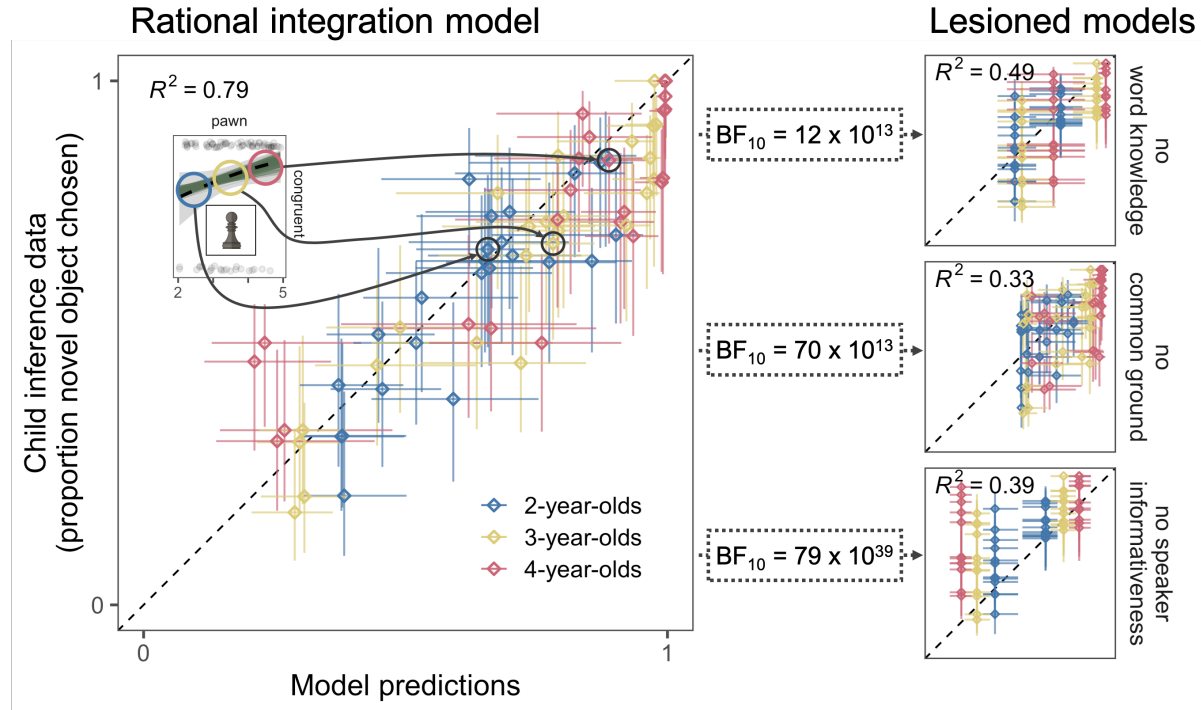 Rational integration model
Lesioned models
1
0
0
1
R² = 0.79
pawn
congruent
2
5
Child inference data
(proportion novel object chosen)
Model predictions
2-year-olds
3-year-olds
4-year-olds
BF₁₀ = 12 x 10¹³
BF₁₀ = 70 x 10¹³
BF₁₀ = 79 x 10³⁹
R² = 0.49
no
word knowledge
R² = 0.33
no
common ground
R² = 0.39
no speaker
informativeness